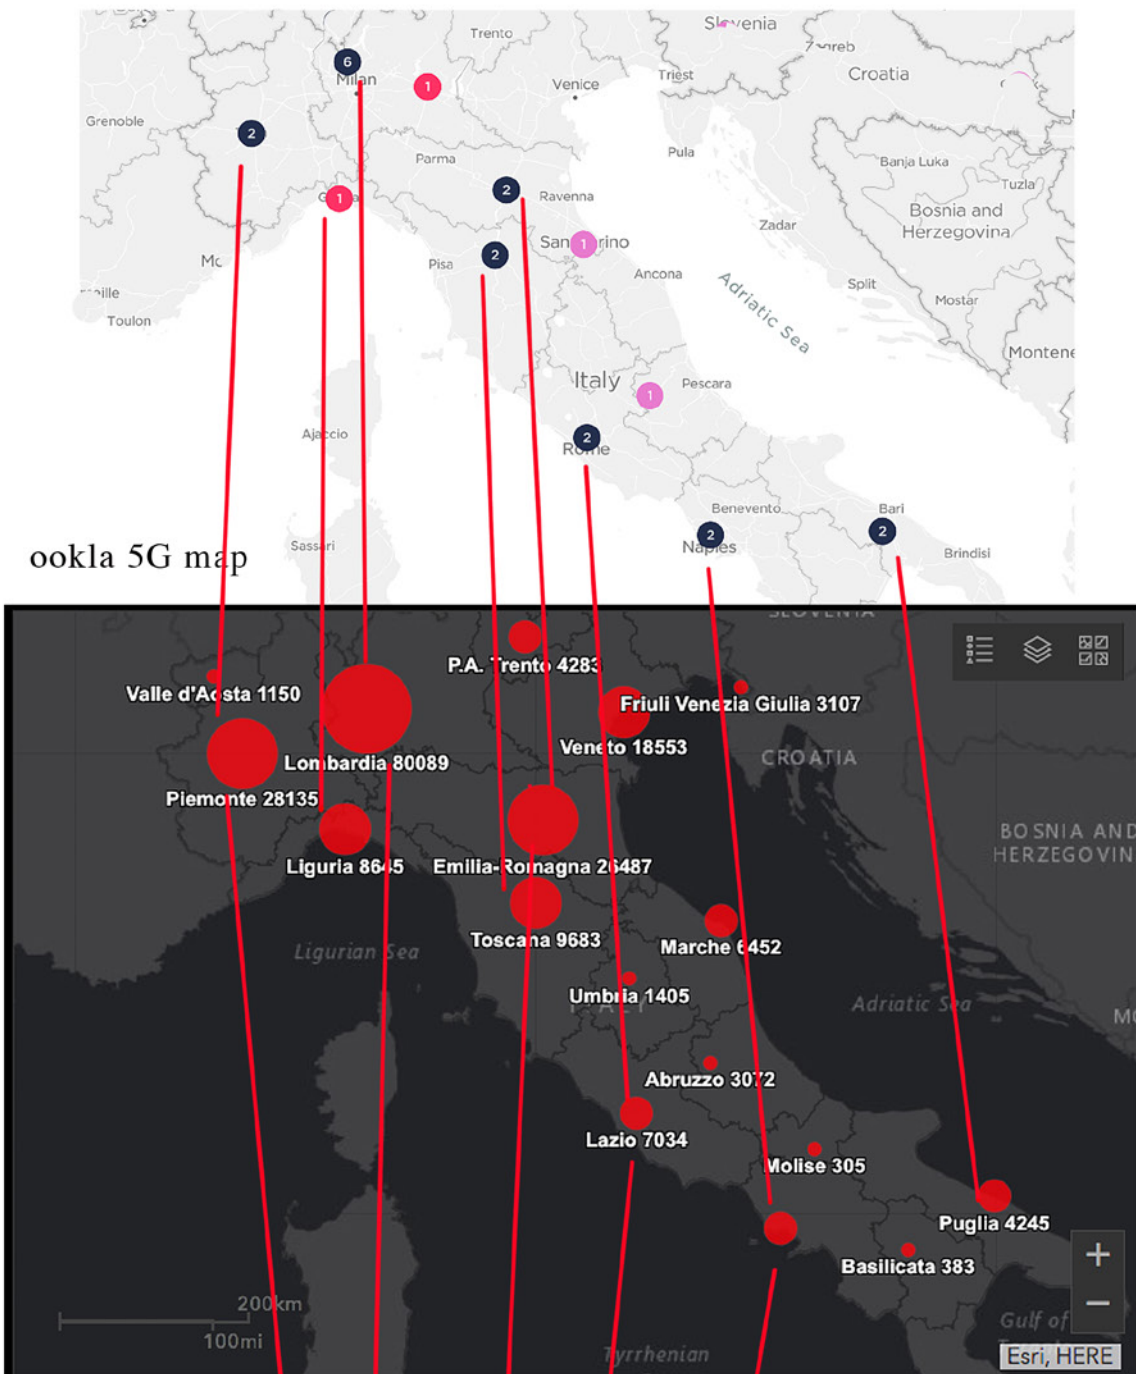 Slovenia
Trento
Zagreb
6
Milan
Triest
Croatia
1
Venice
Grenoble
2
Parma
Pula
Banja Luka
Tuzla
2
Ravenna
1
Bosnia and
Herzegovina
Zadar
1
2
Pisa
Ancona
Split
Mostar
Toulon
Adriatic
Sea
Montene
Italy
Pescara
1
Ajaccio
2
Rome
Benevento
Bari
2
2
Naples
Brindisi
Sassari
ookla 5G map
SLOVENIA
P.A. Trento 4283
Valle d'Aosta 1150
Friuli Venezia Giulia 3107
Veneto 18553
CROATIA
Lombardia 80089
Piemonte 28135
BOSNIA AND
HERZEGOVIN
Liguria 8645
Emilia-Romagna 26487
Toscana 9683
Marche 6452
Ligurian Sea
Umbria 1405
Adriatic Sea
ITALY
MO
Abruzzo 3072
Lazio 7034
Molise 305
Puglia 4245
Basilicata 383
+
−
200km
100mi
Gulf of
Tyrrhenian
Esri, HERE